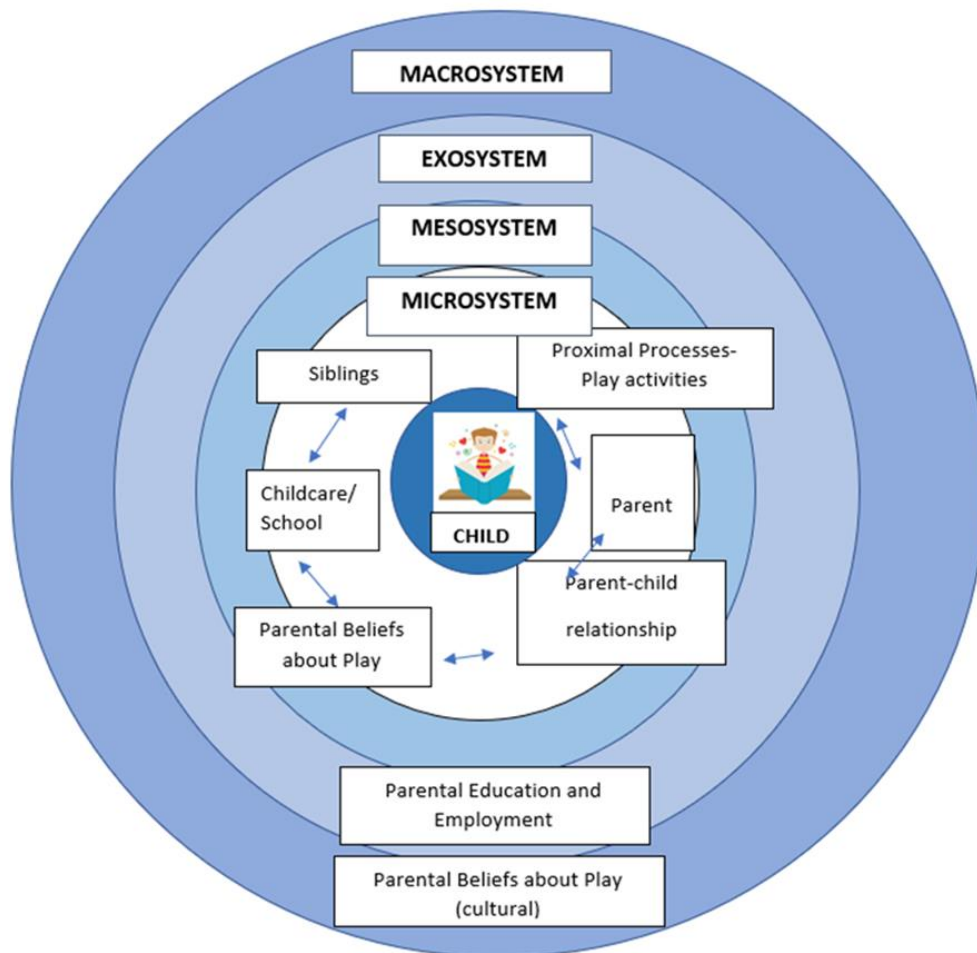 MACROSYSTEM
EXOSYSTEM
MESOSYSTEM
MICROSYSTEM
Siblings
Proximal Processes-
Play activities
Childcare/
School
CHILD
Parent
Parental Beliefs
about Play
Parent-child
relationship
Parental Education and
Employment
Parental Beliefs about Play
(cultural)